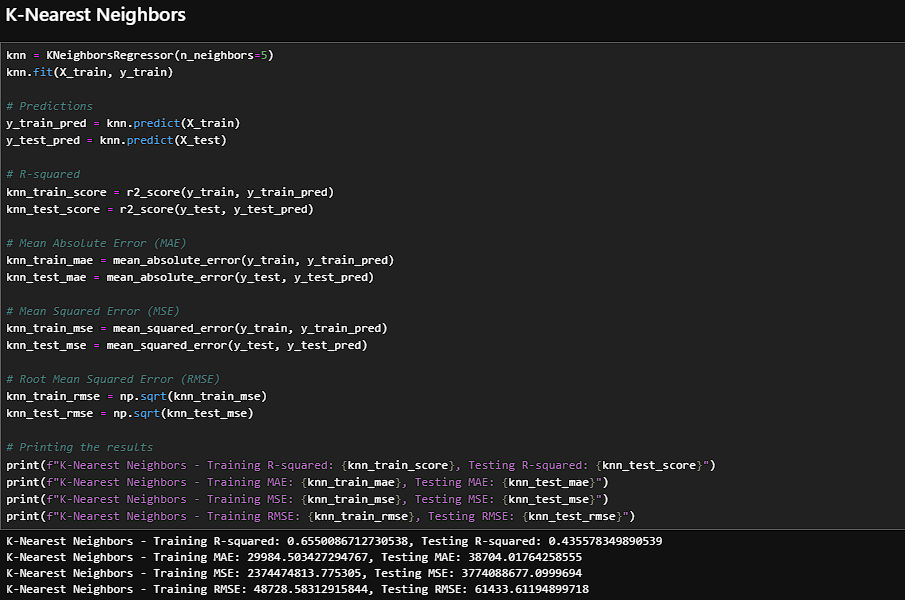 K-Nearest Neighbors
knn = KNeighborsRegressor(n_neighbors=5)
knn.fit(X_train, y_train)
# Predictions
y_train_pred = knn.predict(X_train)
y_test_pred = knn.predict(X_test)
# R-squared
knn_train_score = r2_score(y_train, y_train_pred)
knn_test_score = r2_score(y_test, y_test_pred)
# Mean Absolute Error (MAE)
knn_train_mae = mean_absolute_error(y_train, y_train_pred)
knn_test_mae = mean_absolute_error(y_test, y_test_pred)
# Mean Squared Error (MSE)
knn_train_mse = mean_squared_error(y_train, y_train_pred)
knn_test_mse = mean_squared_error(y_test, y_test_pred)
# Root Mean Squared Error (RMSE)
knn_train_rmse = np.sqrt(knn_train_mse)
knn_test_rmse = np.sqrt(knn_test_mse)
# Printing the results
print(f"K-Nearest Neighbors - Training R-squared: {knn_train_score}, Testing R-squared: {knn_test_score}")
print(f"K-Nearest Neighbors - Training MAE: {knn_train_mae}, Testing MAE: {knn_test_mae}")
print(f"K-Nearest Neighbors - Training MSE: {knn_train_mse}, Testing MSE: {knn_test_mse}")
print(f"K-Nearest Neighbors - Training RMSE: {knn_train_rmse}, Testing RMSE: {knn_test_rmse}")
K-Nearest Neighbors - Training R-squared: 0.6550086712730538, Testing R-squared: 0.435578349890539
K-Nearest Neighbors - Training MAE: 29984.503427294767, Testing MAE: 38704.01764258555
K-Nearest Neighbors - Training MSE: 2374474813.775305, Testing MSE: 3774088677.0999694
K-Nearest Neighbors - Training RMSE: 48728.58312915844, Testing RMSE: 61433.61194899718